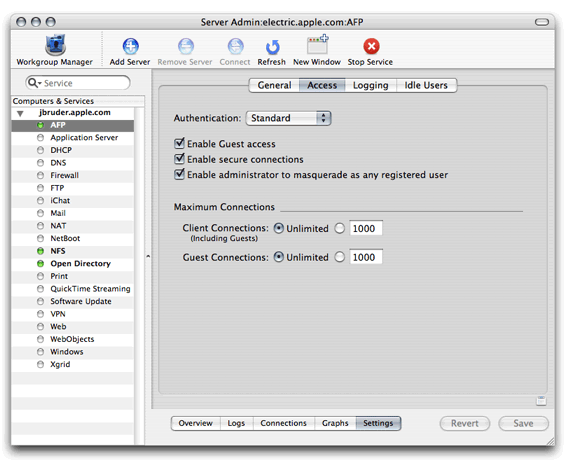 Server Admin:electric.apple.com:AFP
Workgroup Manager
Add Server
Remove Server
Connect
Refresh
New Window
Stop Service
Service
Computers & Services
jbruder.apple.com
AFP
Application Server
DHCP
DNS
Firewall
FTP
iChat
Mail
NAT
NetBoot
NFS
Open Directory
Print
QuickTime Streaming
Software Update
VPN
Web
WebObjects
Windows
Xgrid
General Access Logging Idle Users
Authentication: Standard
Enable Guest access
Enable secure connections
Enable administrator to masquerade as any registered user
Maximum Connections
Client Connections: Unlimited 1000
(Including Guests)
Guest Connections: Unlimited 1000
Overview Logs Connections Graphs Settings
Revert Save